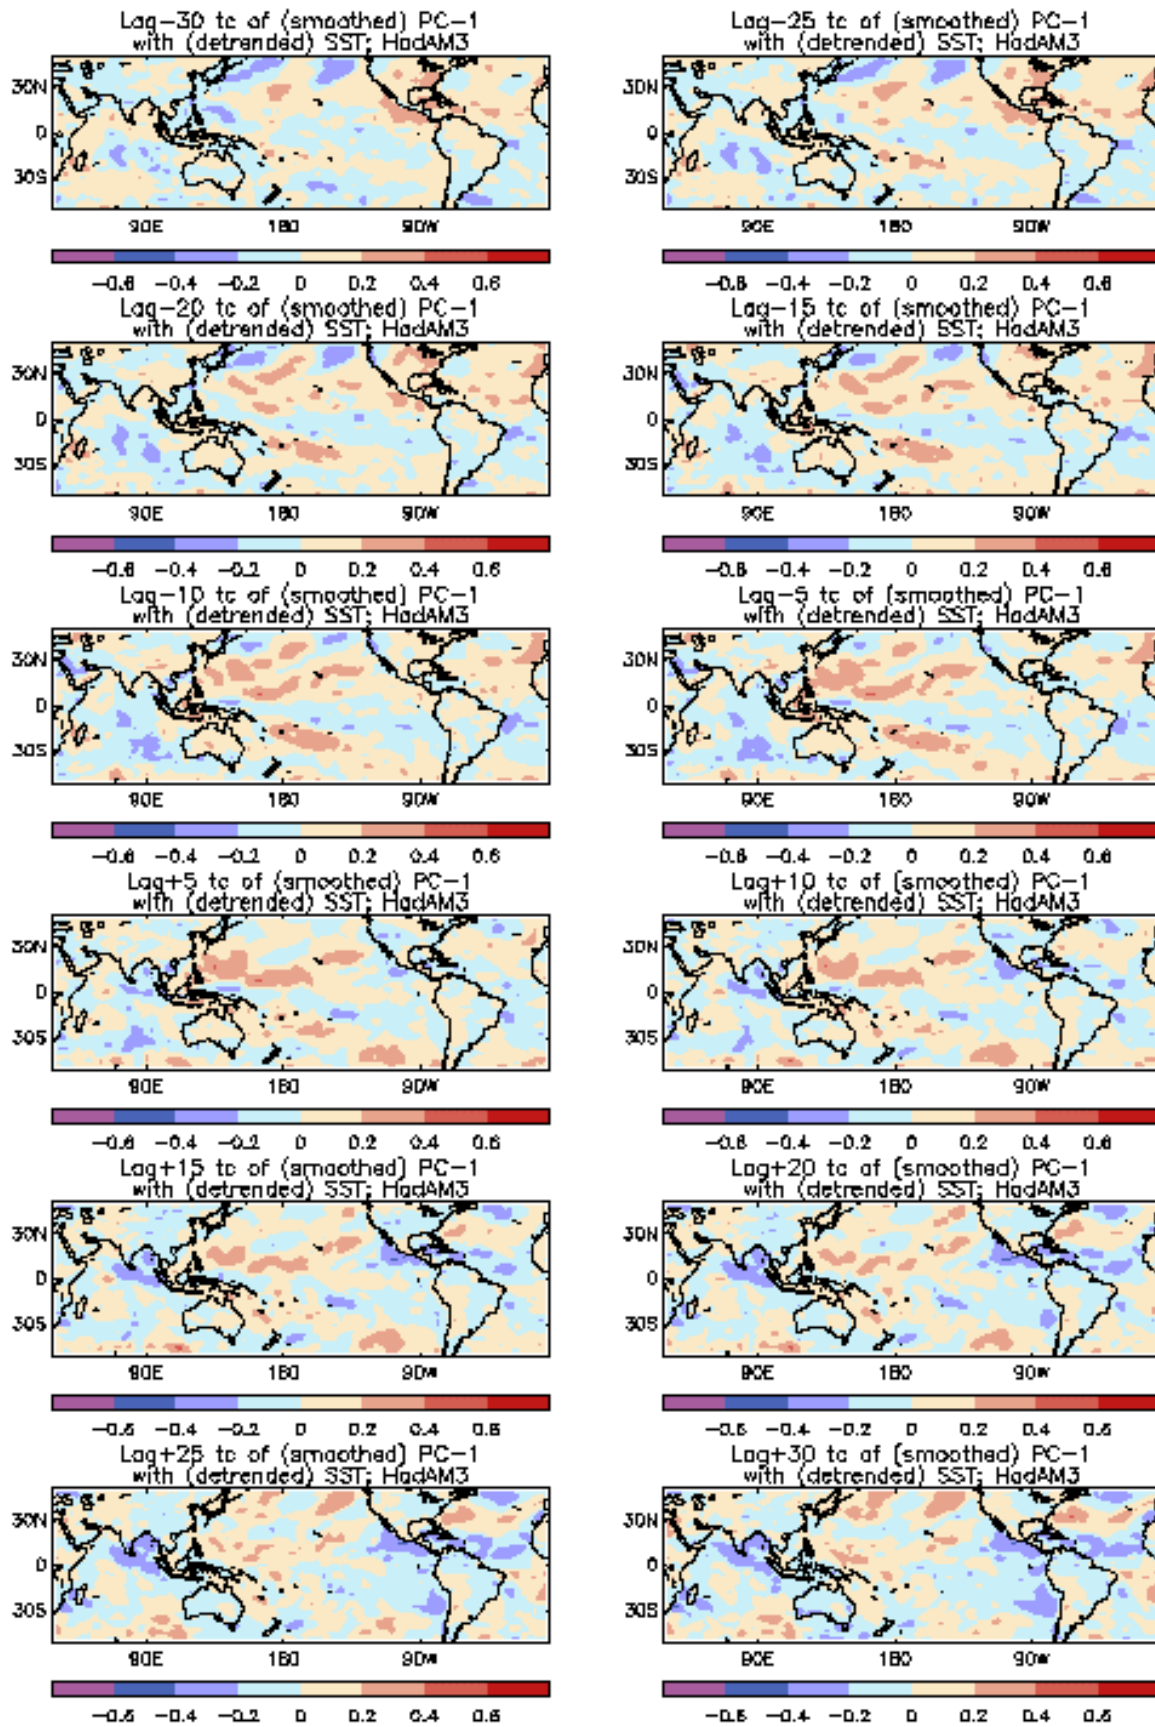 Lag-30 tc of (smoothed) PC-1
with (detrended) SST: HadAM3
30N
0
30S
90E 180 90W
-0.6 -0.4 -0.2 0 0.2 0.4 0.6
Lag-25 tc of (smoothed) PC-1
with (detrended) SST: HadAM3
30N
0
30S
90E 180 90W
-0.6 -0.4 -0.2 0 0.2 0.4 0.6
Lag-20 tc of (smoothed) PC-1
with (detrended) SST: HadAM3
30N
0
30S
90E 180 90W
-0.6 -0.4 -0.2 0 0.2 0.4 0.6
Lag-15 tc of (smoothed) PC-1
with (detrended) SST: HadAM3
30N
0
30S
90E 180 90W
-0.6 -0.4 -0.2 0 0.2 0.4 0.6
Lag-10 tc of (smoothed) PC-1
with (detrended) SST: HadAM3
30N
0
30S
90E 180 90W
-0.6 -0.4 -0.2 0 0.2 0.4 0.6
Lag-5 tc of (smoothed) PC-1
with (detrended) SST: HadAM3
30N
0
30S
90E 180 90W
-0.6 -0.4 -0.2 0 0.2 0.4 0.6
Lag+5 tc of (smoothed) PC-1
with (detrended) SST: HadAM3
30N
0
30S
90E 180 90W
-0.6 -0.4 -0.2 0 0.2 0.4 0.6
Lag+10 tc of (smoothed) PC-1
with (detrended) SST: HadAM3
30N
0
30S
90E 180 90W
-0.6 -0.4 -0.2 0 0.2 0.4 0.6
Lag+15 tc of (smoothed) PC-1
with (detrended) SST: HadAM3
30N
0
30S
90E 180 90W
-0.6 -0.4 -0.2 0 0.2 0.4 0.6
Lag+20 tc of (smoothed) PC-1
with (detrended) SST: HadAM3
30N
0
30S
90E 180 90W
-0.6 -0.4 -0.2 0 0.2 0.4 0.6
Lag+25 tc of (smoothed) PC-1
with (detrended) SST: HadAM3
30N
0
30S
90E 180 90W
-0.6 -0.4 -0.2 0 0.2 0.4 0.6
Lag+30 tc of (smoothed) PC-1
with (detrended) SST: HadAM3
30N
0
30S
90E 180 90W
-0.6 -0.4 -0.2 0 0.2 0.4 0.6